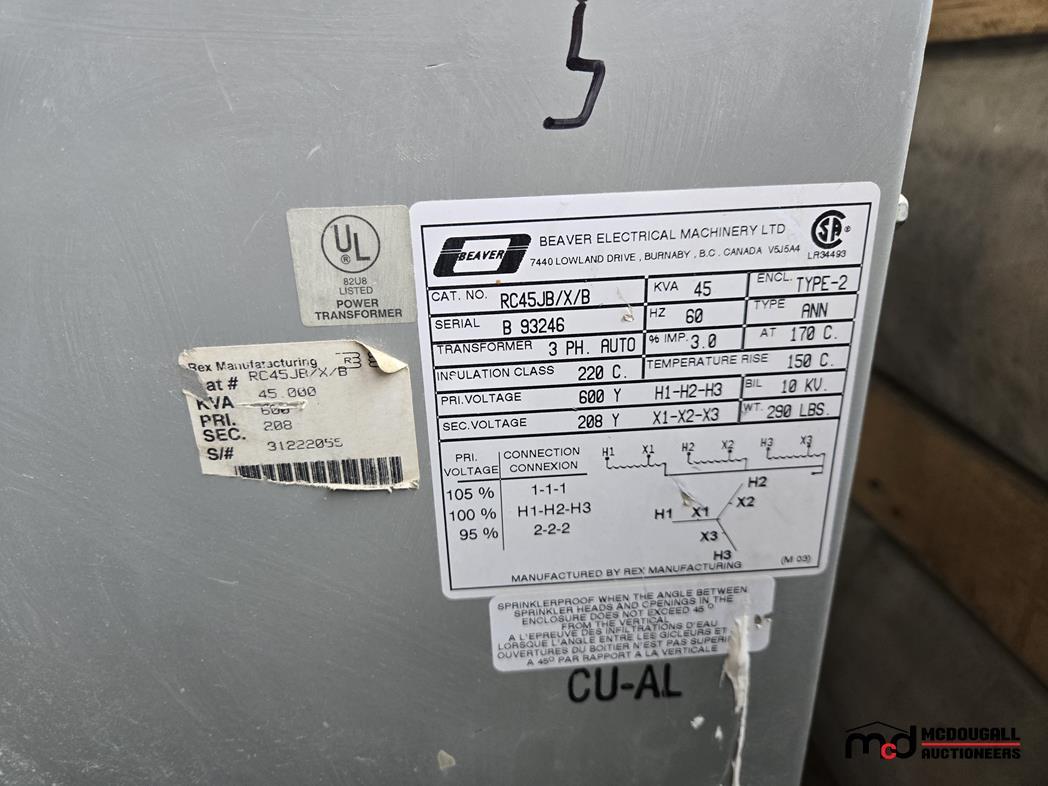 5
UL
®
82U8
LISTED
POWER
TRANSFORMER
Rex Manufacturing
Cat # RC45JB/X/B
KVA 45.000
PRI. 600
SEC. 208
S/# 31222055
BEAVER
BEAVER ELECTRICAL MACHINERY LTD
7440 LOWLAND DRIVE, BURNABY, B.C. CANADA V5J5A4
SA ®
LR34493
CAT. NO. RC45JB/X/B KVA 45 ENCL. TYPE-2
SERIAL B 93246 HZ 60 TYPE ANN
TRANSFORMER 3 PH. AUTO % IMP. 3.0 AT 170 C.
INSULATION CLASS 220 C. TEMPERATURE RISE 150 C.
PRI.VOLTAGE 600 Y H1-H2-H3 BIL 10 KV.
SEC.VOLTAGE 208 Y X1-X2-X3 WT. 290 LBS.
PRI. VOLTAGE CONNECTION CONNEXION
105 % 1-1-1
100 % H1-H2-H3
95 % 2-2-2
H1 X1 H2 X2 H3 X3
H2
X2
H1 X1
X3
H3
MANUFACTURED BY REX MANUFACTURING (M 03)
SPRINKLERPROOF WHEN THE ANGLE BETWEEN
SPRINKLER HEADS AND OPENINGS IN THE
ENCLOSURE DOES NOT EXCEED 45°
FROM THE VERTICAL
A L'EPREUVE DES INFILTRATIONS D'EAU
LORSQUE L'ANGLE ENTRE LES GICLEURS ET
OUVERTURES DU BOITIER N'EST PAS
A 45° PAR RAPPORT A LA VERTICALE
CU-AL
mcd MCDOUGALL
AUCTIONEERS